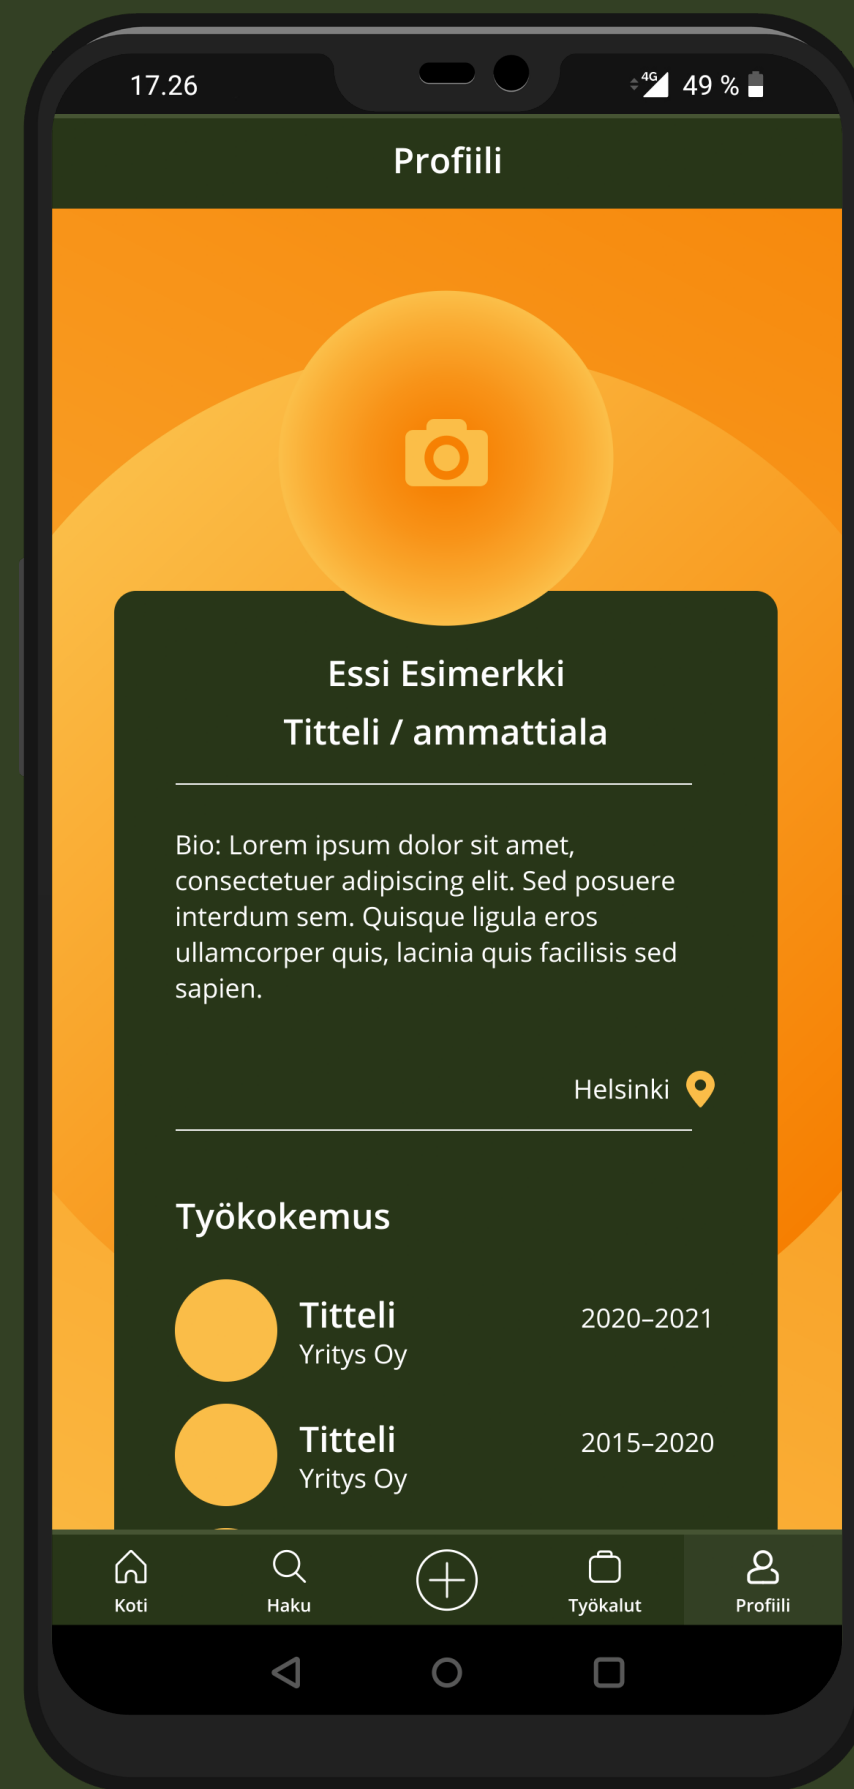 17.26
4G 49 %
Profiili
Essi Esimerkki
Titteli / ammattiala
Bio: Lorem ipsum dolor sit amet,
consectetuer adipiscing elit. Sed posuere
interdum sem. Quisque ligula eros
ullamcorper quis, lacinia quis facilisis sed
sapien.
Helsinki
Työkokemus
Titteli 2020–2021
Yritys Oy
Titteli 2015–2020
Yritys Oy
Koti Haku Työkalut Profiili